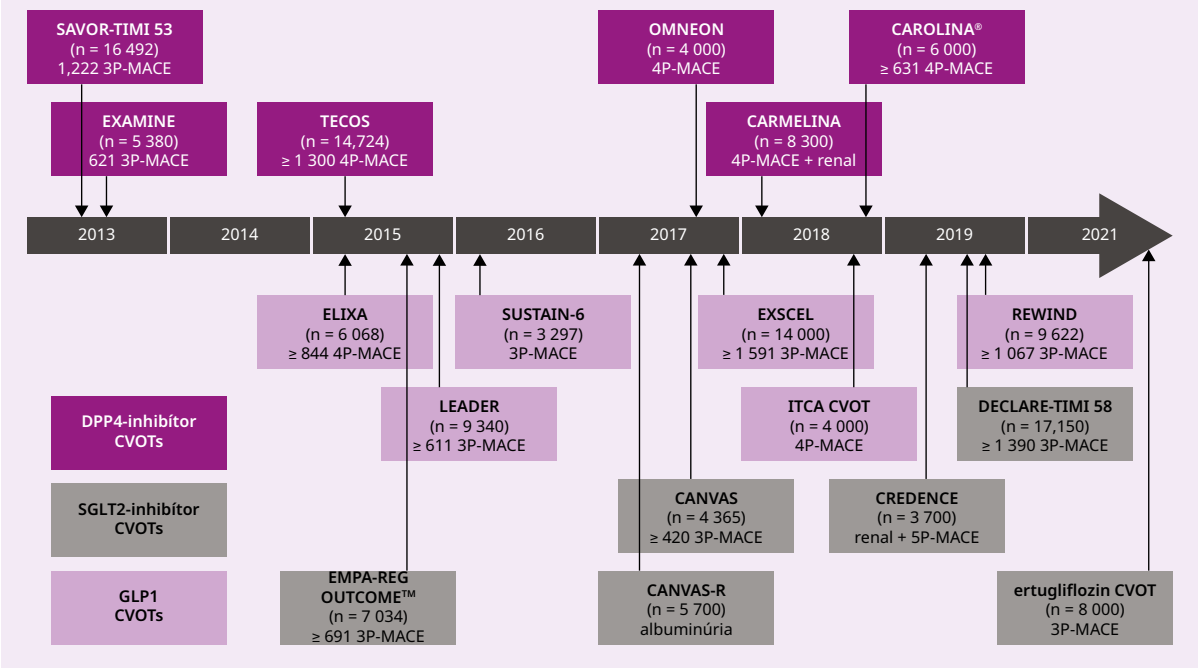 SAVOR-TIMI 53
(n = 16 492)
1,222 3P-MACE
OMNEON
(n = 4 000)
4P-MACE
CAROLINA®
(n = 6 000)
≥ 631 4P-MACE
EXAMINE
(n = 5 380)
621 3P-MACE
TECOS
(n = 14,724)
≥ 1 300 4P-MACE
CARMELINA
(n = 8 300)
4P-MACE + renal
2013
2014
2015
2016
2017
2018
2019
2021
ELIXA
(n = 6 068)
≥ 844 4P-MACE
SUSTAIN-6
(n = 3 297)
3P-MACE
EXSCEL
(n = 14 000)
≥ 1 591 3P-MACE
REWIND
(n = 9 622)
≥ 1 067 3P-MACE
LEADER
(n = 9 340)
≥ 611 3P-MACE
ITCA CVOT
(n = 4 000)
4P-MACE
DECLARE-TIMI 58
(n = 17,150)
≥ 1 390 3P-MACE
DPP4-inhibítor
CVOTs
CANVAS
(n = 4 365)
≥ 420 3P-MACE
CREDENCE
(n = 3 700)
renal + 5P-MACE
SGLT2-inhibítor
CVOTs
EMPA-REG
OUTCOME™
(n = 7 034)
≥ 691 3P-MACE
CANVAS-R
(n = 5 700)
albuminúria
ertugliflozin CVOT
(n = 8 000)
3P-MACE
GLP1
CVOTs